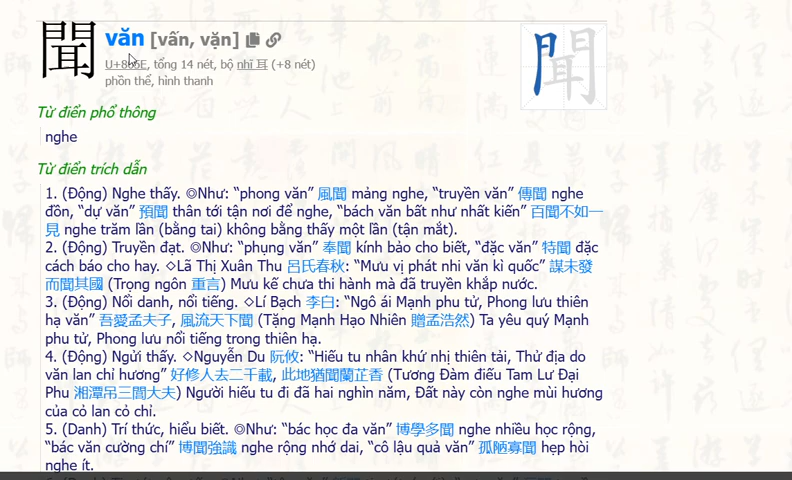 聞
văn [vấn, vặn]
U+805E, tổng 14 nét, bộ nhĩ 耳 (+8 nét)
phồn thể, hình thanh
聞
Từ điển phổ thông
nghe
Từ điển trích dẫn
1. (Động) Nghe thấy. ◎Như: “phong văn” 風聞 mảng nghe, “truyền văn” 傳聞 nghe
đồn, “dự văn” 預聞 thân tới tận nơi để nghe, “bách văn bất như nhất kiến” 百聞不如一
見 nghe trăm lần (bằng tai) không bằng thấy một lần (tận mắt).
2. (Động) Truyền đạt. ◎Như: “phụng văn” 奉聞 kính bảo cho biết, “đặc văn” 特聞 đặc
cách báo cho hay. ◇Lã Thị Xuân Thu 呂氏春秋: “Mưu vị phát nhi văn kì quốc” 謀未發
而聞其國 (Trọng ngôn 重言) Mưu kế chưa thi hành mà đã truyền khắp nước.
3. (Động) Nổi danh, nổi tiếng. ◇Lí Bạch 李白: “Ngô ái Mạnh phu tử, Phong lưu thiên
hạ văn” 吾愛孟夫子, 風流天下聞 (Tặng Mạnh Hạo Nhiên 贈孟浩然) Ta yêu quý Mạnh
phu tử, Phong lưu nổi tiếng trong thiên hạ.
4. (Động) Ngửi thấy. ◇Nguyễn Du 阮攸: “Hiếu tu nhân khứ nhị thiên tải, Thử địa do
văn lan chỉ hương” 好修人去二千載, 此地猶聞蘭芷香 (Tương Đàm điếu Tam Lư Đại
Phu 湘潭吊三閭大夫) Người hiếu tu đi đã hai nghìn năm, Đất này còn nghe mùi hương
của cỏ lan cỏ chỉ.
5. (Danh) Trí thức, hiểu biết. ◎Như: “bác học đa văn” 博學多聞 nghe nhiều học rộng,
“bác văn cường chí” 博聞強識 nghe rộng nhớ dai, “cô lậu quả văn” 孤陋寡聞 hẹp hòi
nghe ít.